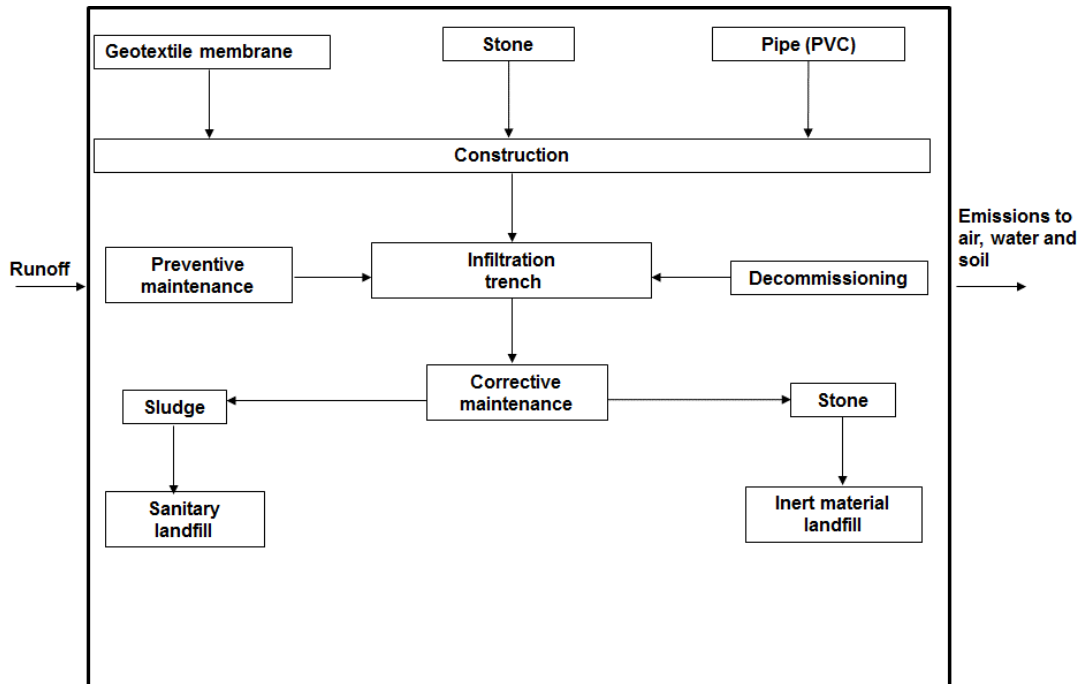 Geotextile membrane
Stone
Pipe (PVC)
Construction
Emissions to
air, water and
soil
Runoff
Preventive
maintenance
Infiltration
trench
Decommissioning
Corrective
maintenance
Sludge
Stone
Sanitary
landfill
Inert material
landfill